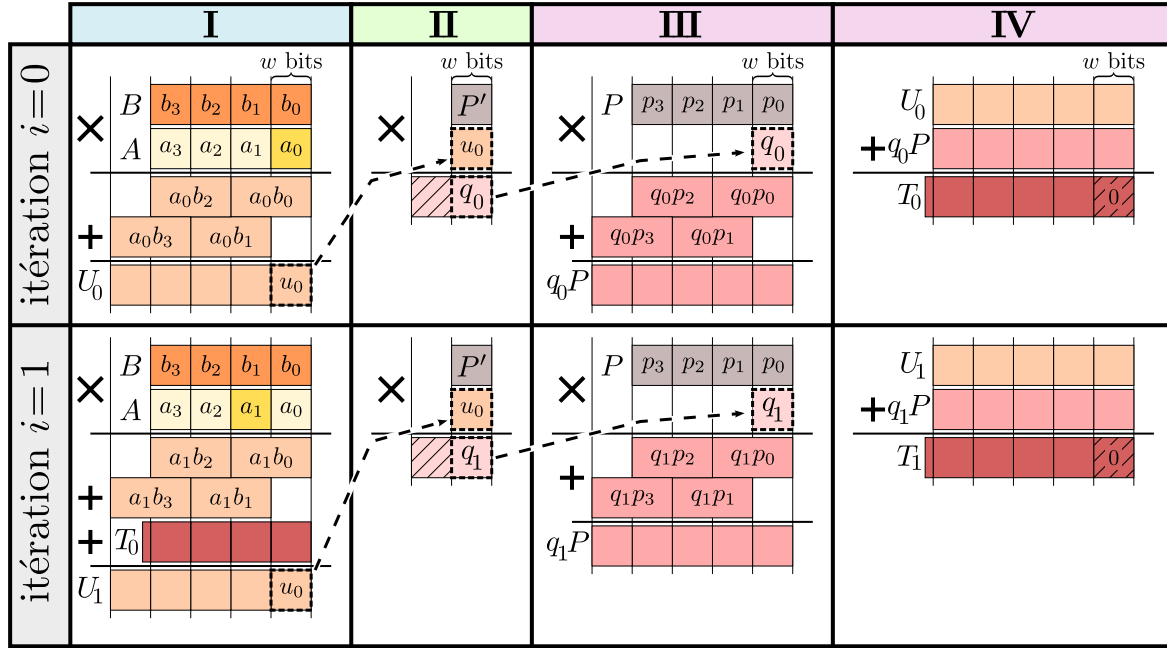 I II III IV
itération i=0
w bits
× B b₃ b₂ b₁ b₀
A a₃ a₂ a₁ a₀
a₀b₂ a₀b₀
+ a₀b₃ a₀b₁
U₀ u₀
w bits
× P′
u₀
q₀
w bits
× P p₃ p₂ p₁ p₀
q₀
q₀p₂ q₀p₀
+ q₀p₃ q₀p₁
q₀P
w bits
U₀
+q₀P
T₀ 0
itération i=1
× B b₃ b₂ b₁ b₀
A a₃ a₂ a₁ a₀
a₁b₂ a₁b₀
+ a₁b₃ a₁b₁
+ T₀
U₁ u₀
× P′
u₀
q₁
× P p₃ p₂ p₁ p₀
q₁
q₁p₂ q₁p₀
+ q₁p₃ q₁p₁
q₁P
U₁
+q₁P
T₁ 0